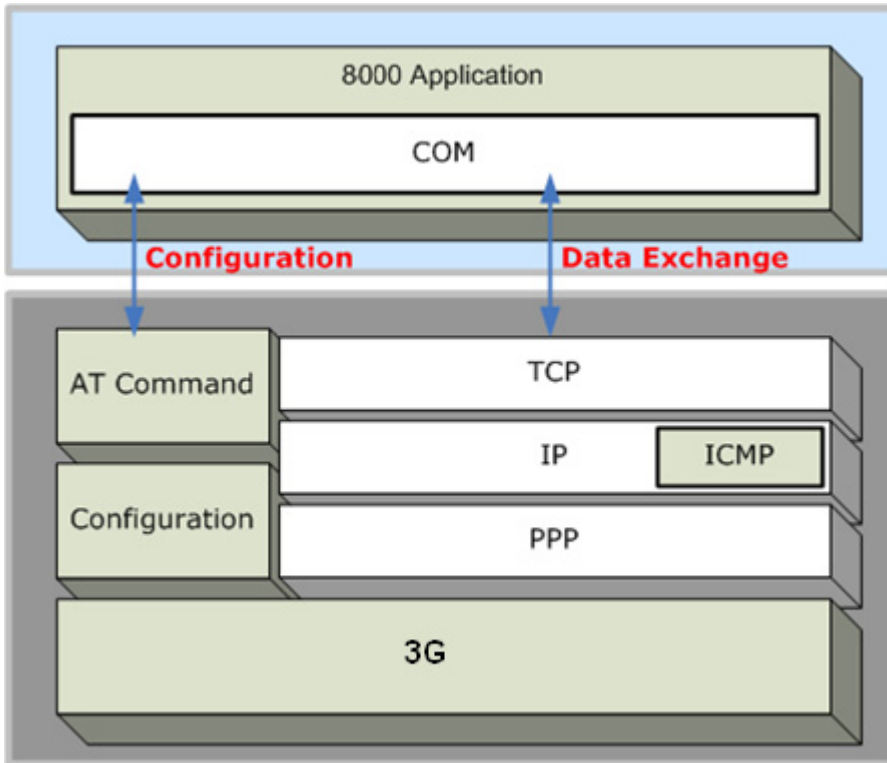 8000 Application
COM
Configuration
Data Exchange
AT Command
TCP
IP
ICMP
Configuration
PPP
3G